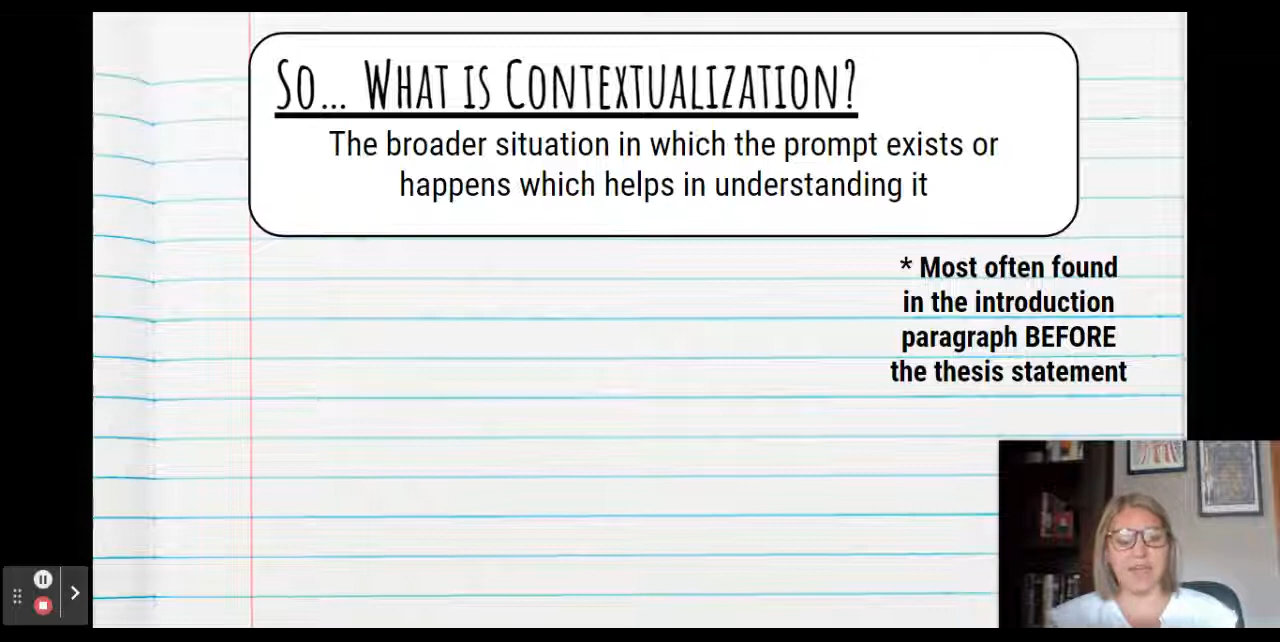 So... What is Contextualization?
The broader situation in which the prompt exists or
happens which helps in understanding it
* Most often found
in the introduction
paragraph BEFORE
the thesis statement